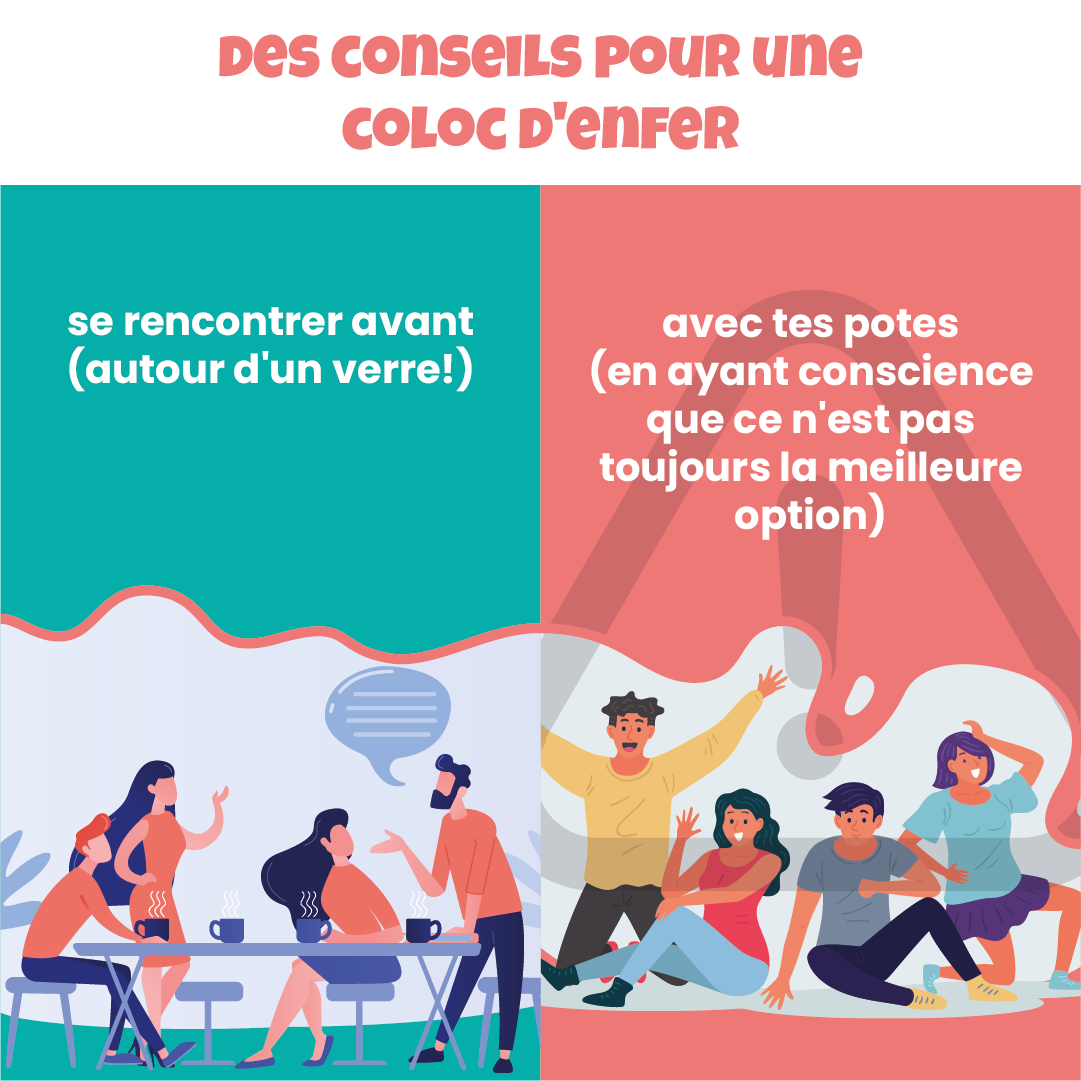 Des conseils pour une
coloc d'enfer
se rencontrer avant
(autour d'un verre!)
avec tes potes
(en ayant conscience
que ce n'est pas
toujours la meilleure
option)